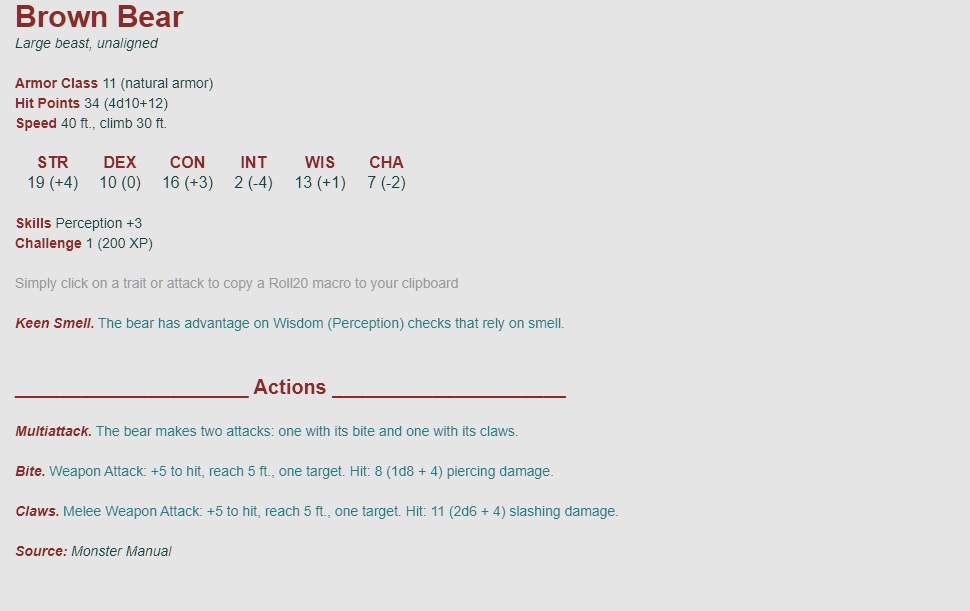 Brown Bear
Large beast, unaligned
Armor Class 11 (natural armor)
Hit Points 34 (4d10+12)
Speed 40 ft., climb 30 ft.
STR DEX CON INT WIS CHA
19 (+4) 10 (0) 16 (+3) 2 (-4) 13 (+1) 7 (-2)
Skills Perception +3
Challenge 1 (200 XP)
Simply click on a trait or attack to copy a Roll20 macro to your clipboard
Keen Smell. The bear has advantage on Wisdom (Perception) checks that rely on smell.
Actions
Multiattack. The bear makes two attacks: one with its bite and one with its claws.
Bite. Weapon Attack: +5 to hit, reach 5 ft., one target. Hit: 8 (1d8 + 4) piercing damage.
Claws. Melee Weapon Attack: +5 to hit, reach 5 ft., one target. Hit: 11 (2d6 + 4) slashing damage.
Source: Monster Manual